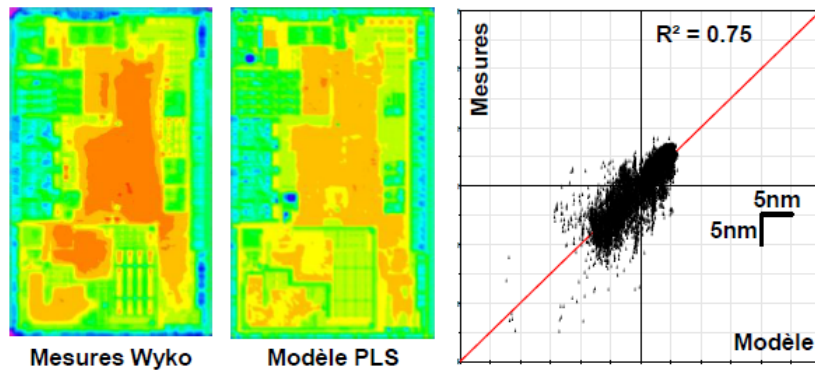 Mesures Wyko
Modèle PLS
Mesures
R² = 0.75
5nm
5nm
Modèle